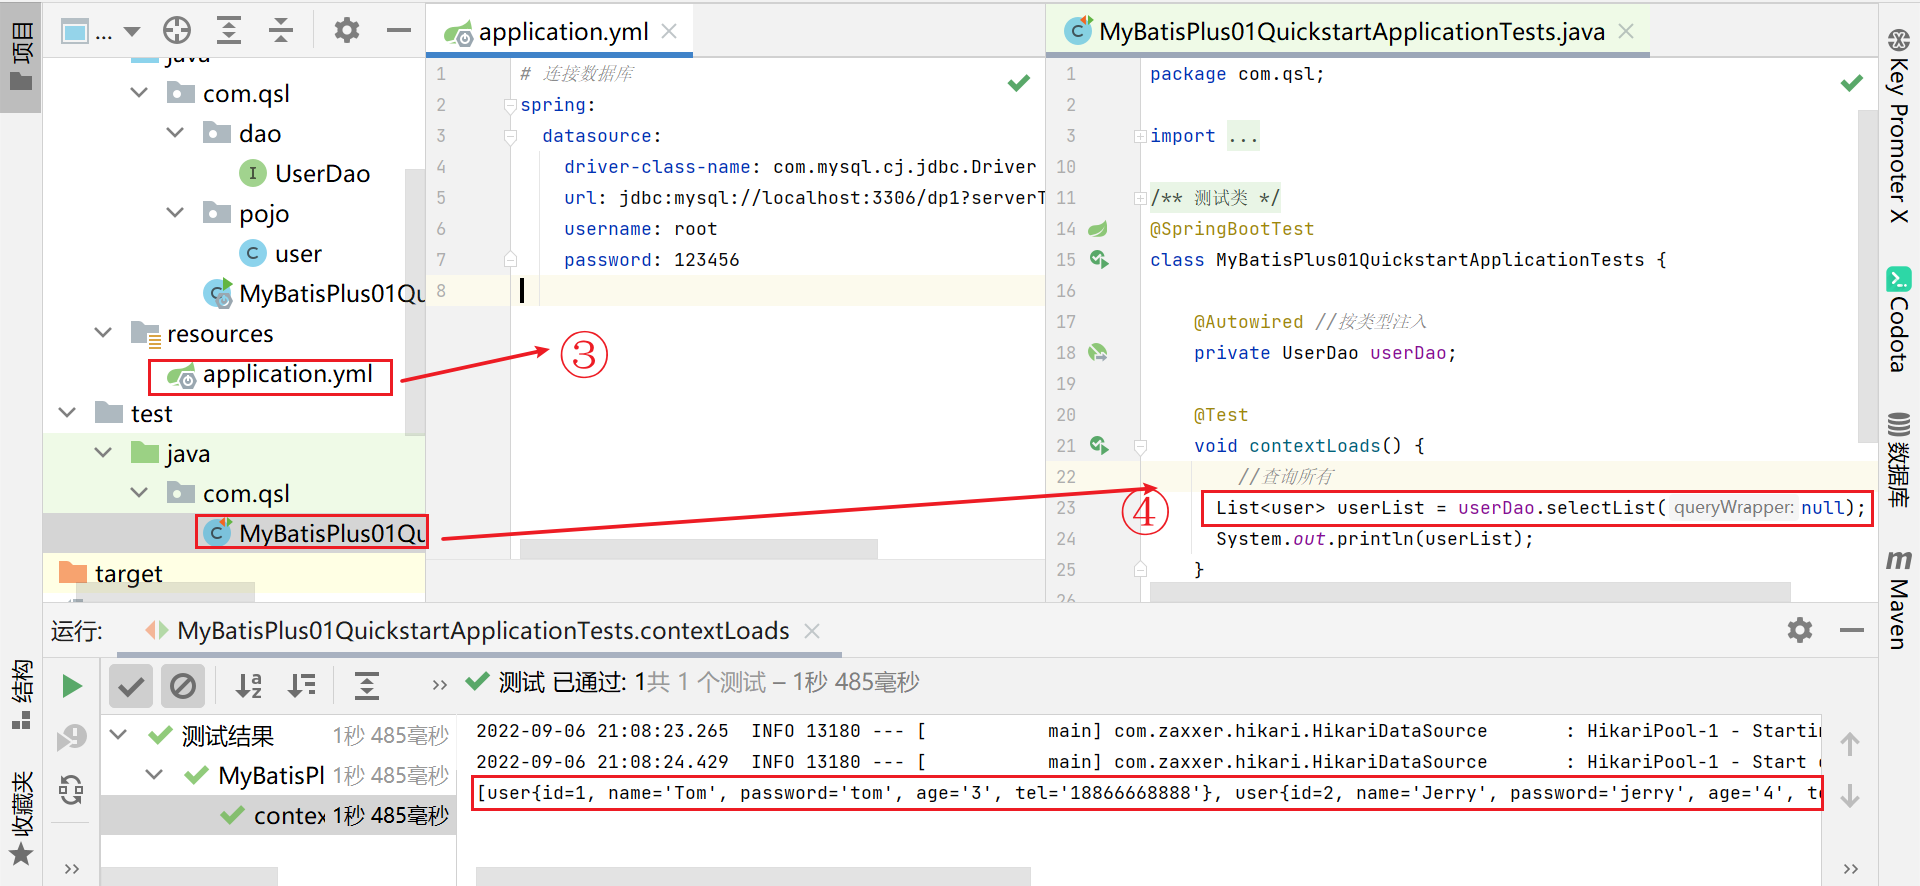 项目
...
java
com.qsl
dao
UserDao
pojo
user
MyBatisPlus01Qu
resources
application.yml
test
java
com.qsl
MyBatisPlus01Qu
target
application.yml
1 # 连接数据库
2 spring:
3 datasource:
4 driver-class-name: com.mysql.cj.jdbc.Driver
5 url: jdbc:mysql://localhost:3306/dp1?serverT
6 username: root
7 password: 123456
8
③
MyBatisPlus01QuickstartApplicationTests.java
1 package com.qsl;
2
3 import ...
10
11 /** 测试类 */
14 @SpringBootTest
15 class MyBatisPlus01QuickstartApplicationTests {
16
17 @Autowired //按类型注入
18 private UserDao userDao;
19
20 @Test
21 void contextLoads() {
22 //查询所有
23 List<user> userList = userDao.selectList( queryWrapper: null);
24 System.out.println(userList);
25 }
26
④
Key Promoter X
Codota
数据库
Maven
运行:
MyBatisPlus01QuickstartApplicationTests.contextLoads
结构
收藏夹
测试 已通过: 1共 1 个测试 – 1秒 485毫秒
测试结果 1秒 485毫秒
MyBatisPl 1秒 485毫秒
contex 1秒 485毫秒
2022-09-06 21:08:23.265 INFO 13180 --- [ main] com.zaxxer.hikari.HikariDataSource : HikariPool-1 - Startin
2022-09-06 21:08:24.429 INFO 13180 --- [ main] com.zaxxer.hikari.HikariDataSource : HikariPool-1 - Start
[user{id=1, name='Tom', password='tom', age='3', tel='18866668888'}, user{id=2, name='Jerry', password='jerry', age='4', te